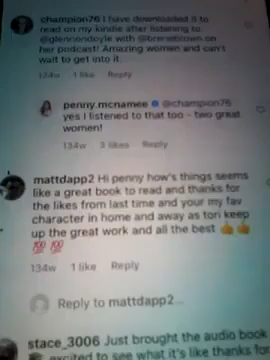 champion76 I have downloaded it to
read on my kindle after listening to
@glennondoyle with @brenebrown on
her podcast! Amazing women and can't
wait to get into it.
134w 1 like Reply
penny.mcnamee @champion76
yes I listened to that too - two great
women!
134w 3 likes Reply
mattdapp2 Hi penny how's things seems
like a great book to read and thanks for
the likes from last time and your my fav
character in home and away as tori keep
up the great work and all the best 👍👍
💯 💯
134w 1 like Reply
Reply to mattdapp2...
stace_3006 Just brought the audio book
excited to see what it's like thanks for